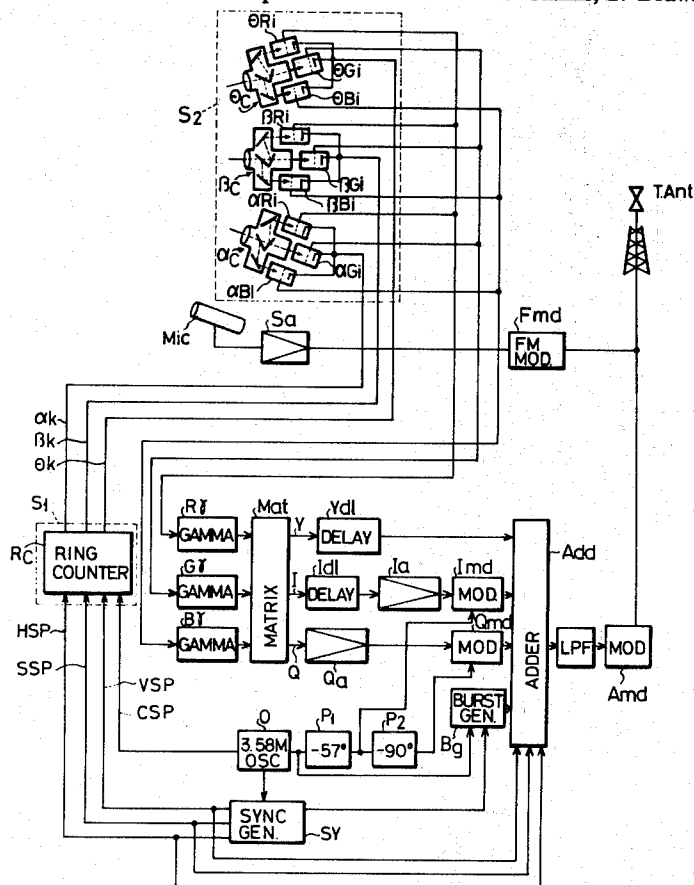 ΘRi
ΘGi
ΘC
ΘBi
S2
βRi
βC
βGi
βBi
αRi
αC
αGi
αBi
T.Ant
Mic
Sa
Fmd
FM
MOD.
αk
βk
Θk
S1
RC
RING
COUNTER
Rγ
GAMMA
Mat
Y
Ydl
DELAY
Add
Gγ
GAMMA
MATRIX
I
Idl
DELAY
Ia
Imd
MOD.
Bγ
GAMMA
Q
Qa
Qmd
MOD
ADDER
LPF
MOD
Amd
HSP
SSP
VSP
CSP
O
3.58M
OSC
P1
-57°
P2
-90°
BURST
GEN.
Bg
SYNC
GEN.
SY